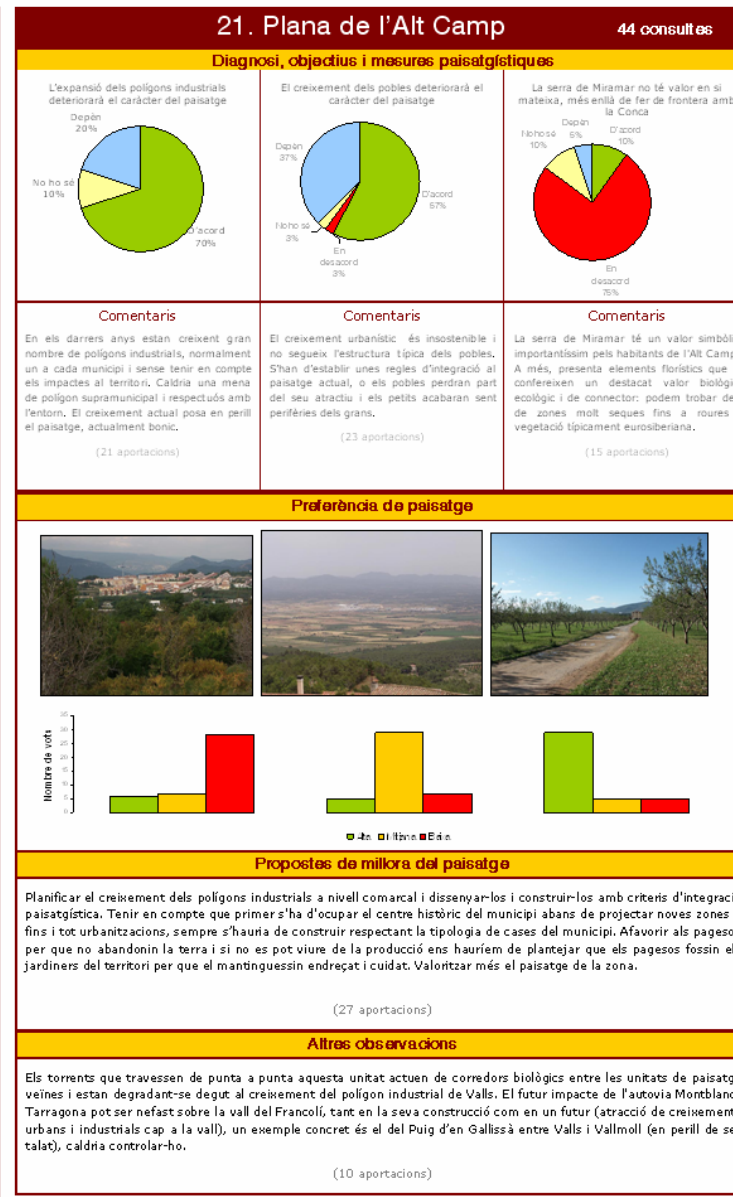 21. Plana de l'Alt Camp
44 consultes
Diagnosi, objectius i mesures paisatgístiques
L'expansió dels polígons industrials
deteriorarà el caràcter del paisatge
Depèn
20%
No ho sé
10%
D'acord
70%
El creixement dels pobles deteriorarà el
caràcter del paisatge
Depèn
37%
D'acord
57%
No ho sé
3%
En
desacord
3%
La serra de Miramar no té valor en si
mateixa, més enllà de fer de frontera amb
la Conca
Depèn
5%
No ho sé
10%
D'acord
10%
En
desacord
75%
Comentaris
En els darrers anys estan creixent gran
nombre de polígons industrials, normalment
un a cada municipi i sense tenir en compte
els impactes al territori. Caldria una mena
de polígon supramunicipal i respectuós amb
l'entorn. El creixement actual posa en perill
el paisatge, actualment bonic.
(21 aportacions)
Comentaris
El creixement urbanístic és insostenible i
no segueix l'estructura típica dels pobles.
S'han d'establir unes regles d'integració al
paisatge actual, o els pobles perdran part
del seu atractiu i els petits acabaran sent
perifèries dels grans.
(23 aportacions)
Comentaris
La serra de Miramar té un valor simbòli
importantíssim pels habitants de l'Alt Camp
A més, presenta elements florístics que
confereixen un destacat valor biològi
ecològic i de connector: podem trobar de
de zones molt seques fins a roures
vegetació típicament eurosiberiana.
(15 aportacions)
Preferència de paisatge
Nombre de vots
35
30
25
20
15
10
5
0
Alta Mitjana Baixa
Propostes de millora del paisatge
Planificar el creixement dels polígons industrials a nivell comarcal i dissenyar-los i construir-los amb criteris d'integraci
paisatgística. Tenir en compte que primer s'ha d'ocupar el centre històric del municipi abans de projectar noves zones
fins i tot urbanitzacions, sempre s'hauria de construir respectant la tipologia de cases del municipi. Afavorir als pageso
per que no abandonin la terra i si no es pot viure de la producció ens hauríem de plantejar que els pagesos fossin el
jardiners del territori per que el mantinguessin endreçat i cuidat. Valoritzar més el paisatge de la zona.
(27 aportacions)
Altres observacions
Els torrents que travessen de punta a punta aquesta unitat actuen de corredors biològics entre les unitats de paisatg
veïnes i estan degradant-se degut al creixement del polígon industrial de Valls. El futur impacte de l'autovia Montblanc
Tarragona pot ser nefast sobre la vall del Francolí, tant en la seva construcció com en un futur (atracció de creixement
urbans i industrials cap a la vall), un exemple concret és el del Puig d'en Gallissà entre Valls i Vallmoll (en perill de se
talat), caldria controlar-ho.
(10 aportacions)